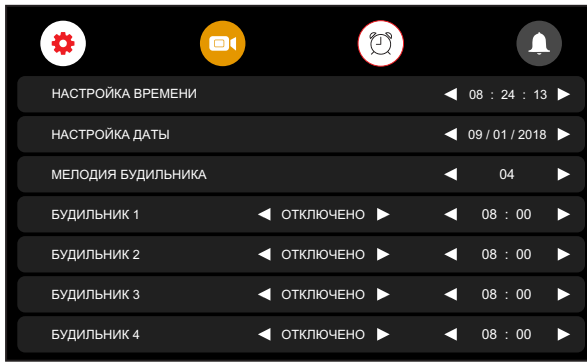 НАСТРОЙКА ВРЕМЕНИ 08 : 24 : 13
НАСТРОЙКА ДАТЫ 09 / 01 / 2018
МЕЛОДИЯ БУДИЛЬНИКА 04
БУДИЛЬНИК 1 ОТКЛЮЧЕНО 08 : 00
БУДИЛЬНИК 2 ОТКЛЮЧЕНО 08 : 00
БУДИЛЬНИК 3 ОТКЛЮЧЕНО 08 : 00
БУДИЛЬНИК 4 ОТКЛЮЧЕНО 08 : 00